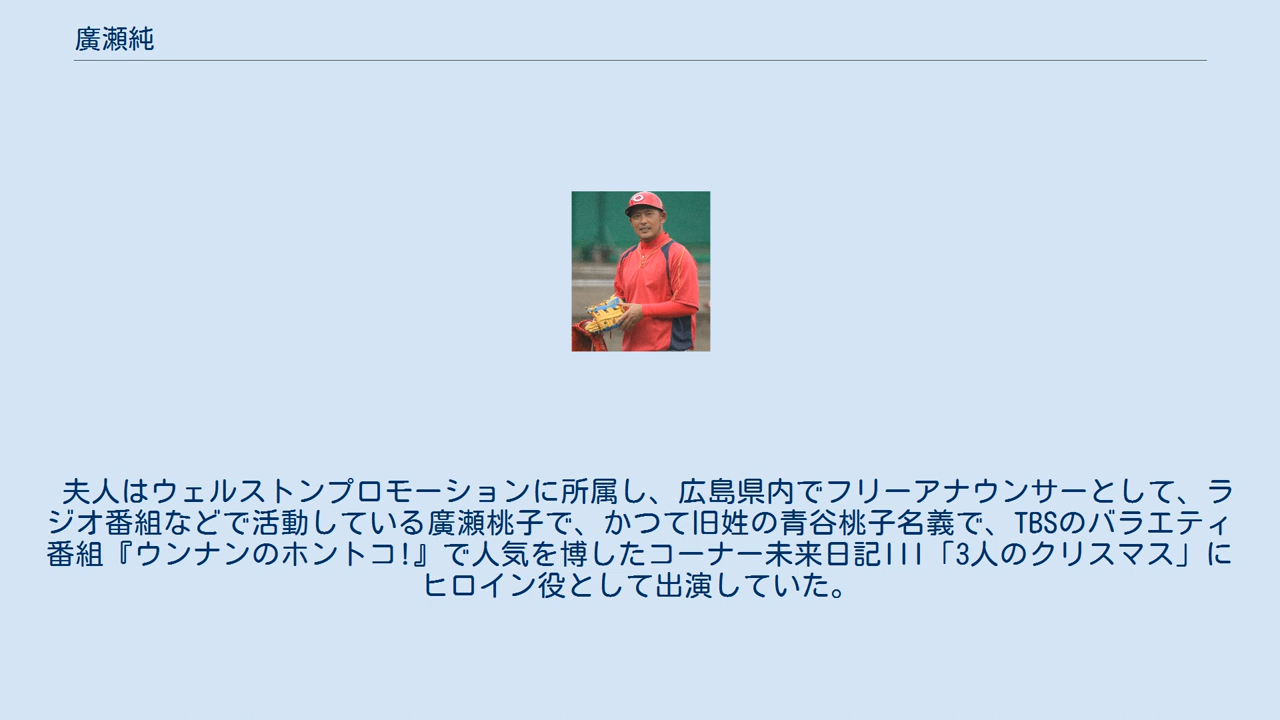 廣瀬純
夫人はウェルストンプロモーションに所属し、広島県内でフリーアナウンサーとして、ラ
ジオ番組などで活動している廣瀬桃子で、かつて旧姓の青谷桃子名義で、TBSのバラエティ
番組『ウンナンのホントコ!』で人気を博したコーナー未来日記III「3人のクリスマス」に
ヒロイン役として出演していた。